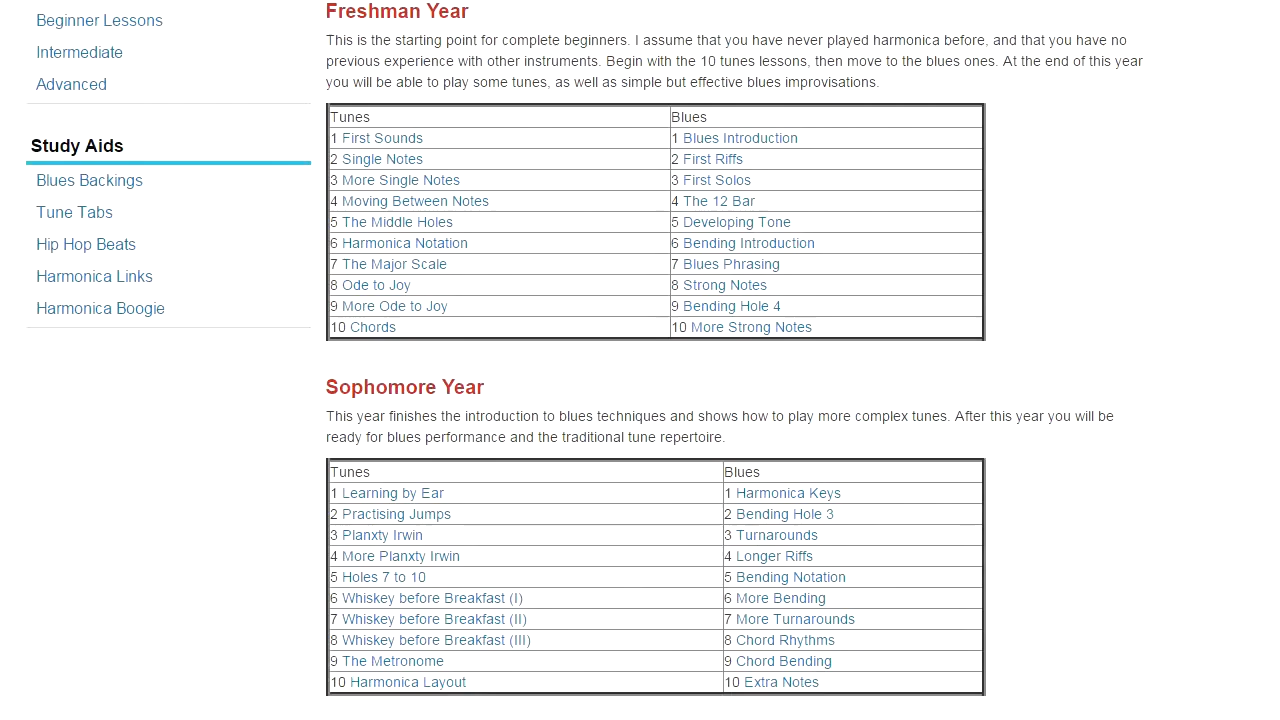 Beginner Lessons
Intermediate
Advanced
Study Aids
Blues Backings
Tune Tabs
Hip Hop Beats
Harmonica Links
Harmonica Boogie
Freshman Year
This is the starting point for complete beginners. I assume that you have never played harmonica before, and that you have no
previous experience with other instruments. Begin with the 10 tunes lessons, then move to the blues ones. At the end of this year
you will be able to play some tunes, as well as simple but effective blues improvisations.
Tunes Blues
1 First Sounds 1 Blues Introduction
2 Single Notes 2 First Riffs
3 More Single Notes 3 First Solos
4 Moving Between Notes 4 The 12 Bar
5 The Middle Holes 5 Developing Tone
6 Harmonica Notation 6 Bending Introduction
7 The Major Scale 7 Blues Phrasing
8 Ode to Joy 8 Strong Notes
9 More Ode to Joy 9 Bending Hole 4
10 Chords 10 More Strong Notes
Sophomore Year
This year finishes the introduction to blues techniques and shows how to play more complex tunes. After this year you will be
ready for blues performance and the traditional tune repertoire.
Tunes Blues
1 Learning by Ear 1 Harmonica Keys
2 Practising Jumps 2 Bending Hole 3
3 Planxty Irwin 3 Turnarounds
4 More Planxty Irwin 4 Longer Riffs
5 Holes 7 to 10 5 Bending Notation
6 Whiskey before Breakfast (I) 6 More Bending
7 Whiskey before Breakfast (II) 7 More Turnarounds
8 Whiskey before Breakfast (III) 8 Chord Rhythms
9 The Metronome 9 Chord Bending
10 Harmonica Layout 10 Extra Notes